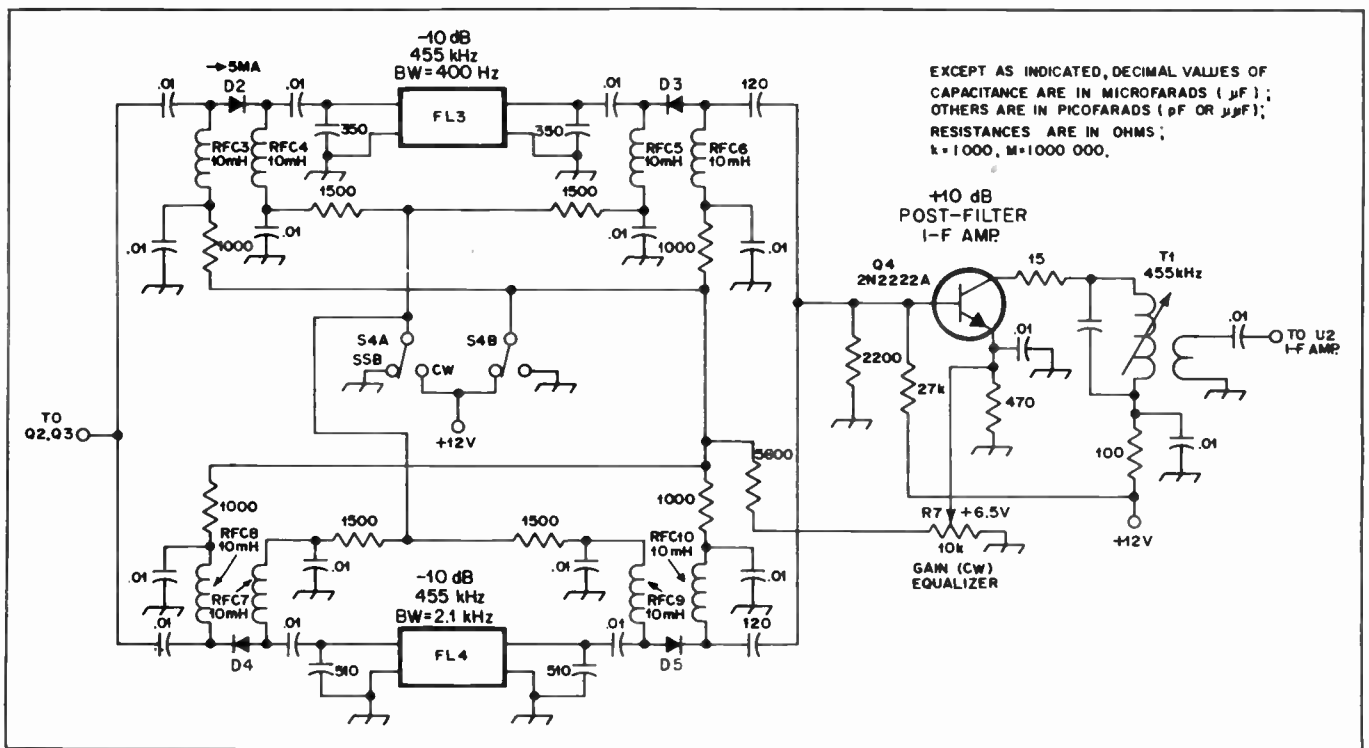 -10 dB
455 kHz
BW=400 Hz
→5MA
.01
D2
.01
FL3
.01
D3
120
350
350
RFC3
10mH
RFC4
10mH
RFC5
10mH
RFC6
10mH
1500
1500
.01
1000
.01
.01
1000
.01
EXCEPT AS INDICATED, DECIMAL VALUES OF
CAPACITANCE ARE IN MICROFARADS ( µF ) ;
OTHERS ARE IN PICOFARADS ( pF OR µµF );
RESISTANCES ARE IN OHMS ;
k=1000, M=1000 000.
+10 dB
POST-FILTER
I-F AMP.
Q4
2N2222A
15
T1
455kHz
.01
TO U2
I-F AMP.
.01
2200
27k
470
100
.01
+12V
S4A
SSB
CW
S4B
+12V
TO
Q2,Q3
5600
R7
+6.5V
10k
GAIN (CW)
EQUALIZER
1000
RFC8
10mH
1500
1500
1000
RFC10
10mH
.01
.01
.01
.01
RFC7
10mH
-10 dB
455 kHz
BW=2.1 kHz
RFC9
10mH
.01
D4
.01
510
FL4
510
.01
D5
120